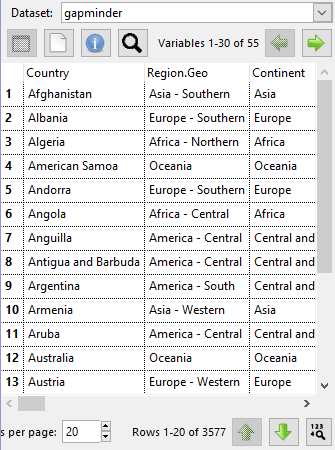 Dataset: gapminder
Variables 1-30 of 55
Country Region.Geo Continent
1 Afghanistan Asia - Southern Asia
2 Albania Europe - Southern Europe
3 Algeria Africa - Northern Africa
4 American Samoa Oceania Oceania
5 Andorra Europe - Southern Europe
6 Angola Africa - Central Africa
7 Anguilla America - Central Central and
8 Antigua and Barbuda America - Central Central and
9 Argentina America - South Central and
10 Armenia Asia - Western Asia
11 Aruba America - Central Central and
12 Australia Oceania Oceania
13 Austria Europe - Western Europe
s per page: 20 Rows 1-20 of 3577 123